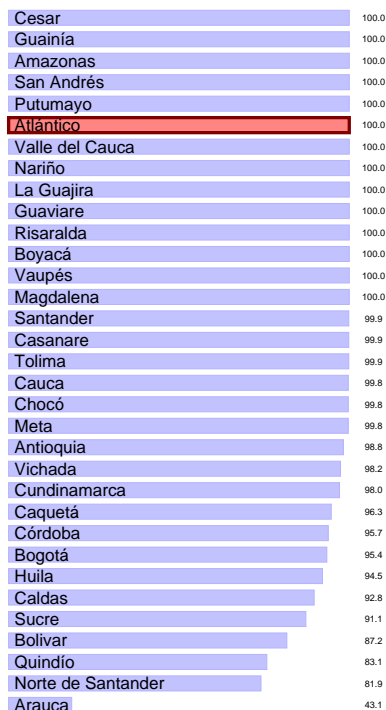 Cesar 100.0
Guainía 100.0
Amazonas 100.0
San Andrés 100.0
Putumayo 100.0
Atlántico 100.0
Valle del Cauca 100.0
Nariño 100.0
La Guajira 100.0
Guaviare 100.0
Risaralda 100.0
Boyacá 100.0
Vaupés 100.0
Magdalena 100.0
Santander 99.9
Casanare 99.9
Tolima 99.9
Cauca 99.8
Chocó 99.8
Meta 99.8
Antioquia 98.8
Vichada 98.2
Cundinamarca 98.0
Caquetá 96.3
Córdoba 95.7
Bogotá 95.4
Huila 94.5
Caldas 92.8
Sucre 91.1
Bolivar 87.2
Quindío 83.1
Norte de Santander 81.9
Arauca 43.1